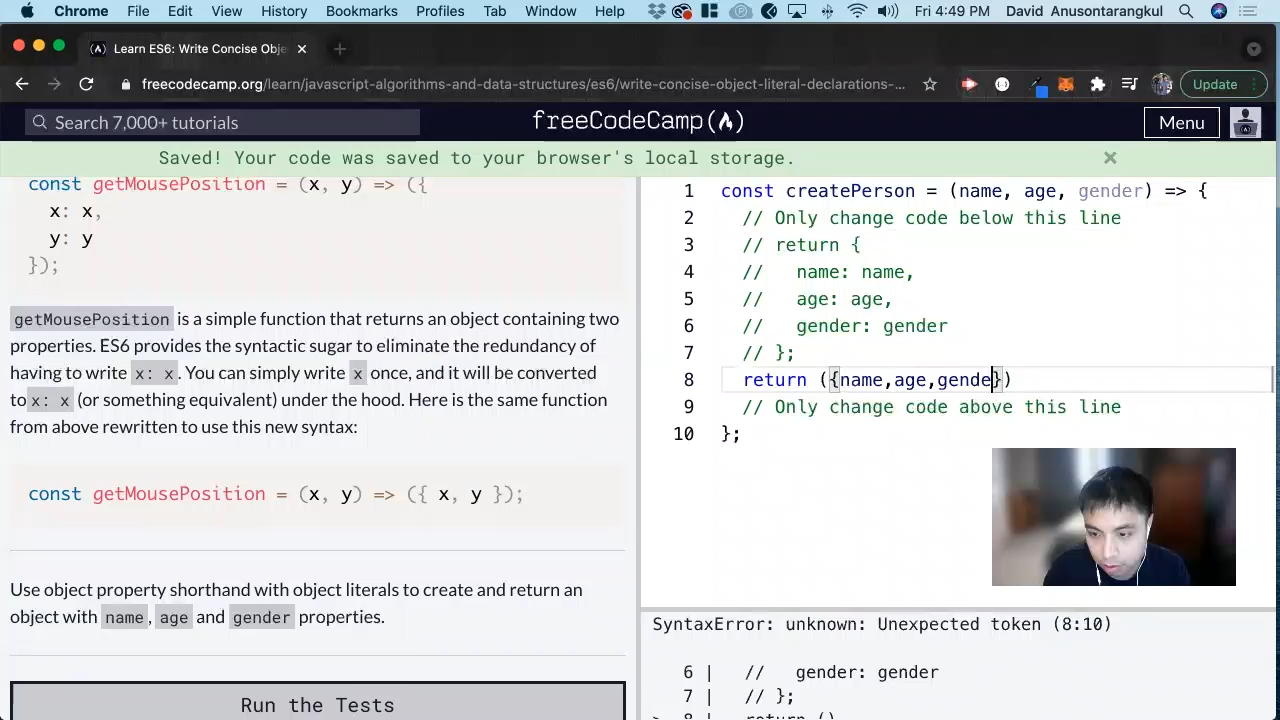 Chrome File Edit View History Bookmarks Profiles Tab Window Help Fri 4:49 PM David Anusontarangkul
Learn ES6: Write Concise Obje
freecodecamp.org/learn/javascript-algorithms-and-data-structures/es6/write-concise-object-literal-declarations-...
Update
Search 7,000+ tutorials
freeCodeCamp
Menu
Saved! Your code was saved to your browser's local storage.
const getMousePosition = (x, y) => ({
x: x,
y: y
});
getMousePosition is a simple function that returns an object containing two
properties. ES6 provides the syntactic sugar to eliminate the redundancy of
having to write x: x. You can simply write x once, and it will be converted
to x: x (or something equivalent) under the hood. Here is the same function
from above rewritten to use this new syntax:
const getMousePosition = (x, y) => ({ x, y });
Use object property shorthand with object literals to create and return an
object with name, age and gender properties.
Run the Tests
1 const createPerson = (name, age, gender) => {
2 // Only change code below this line
3 // return {
4 // name: name,
5 // age: age,
6 // gender: gender
7 // };
8 return ({name,age,gende})
9 // Only change code above this line
10 };
SyntaxError: unknown: Unexpected token (8:10)
6 | // gender: gender
7 | // };
> 8 | return ()